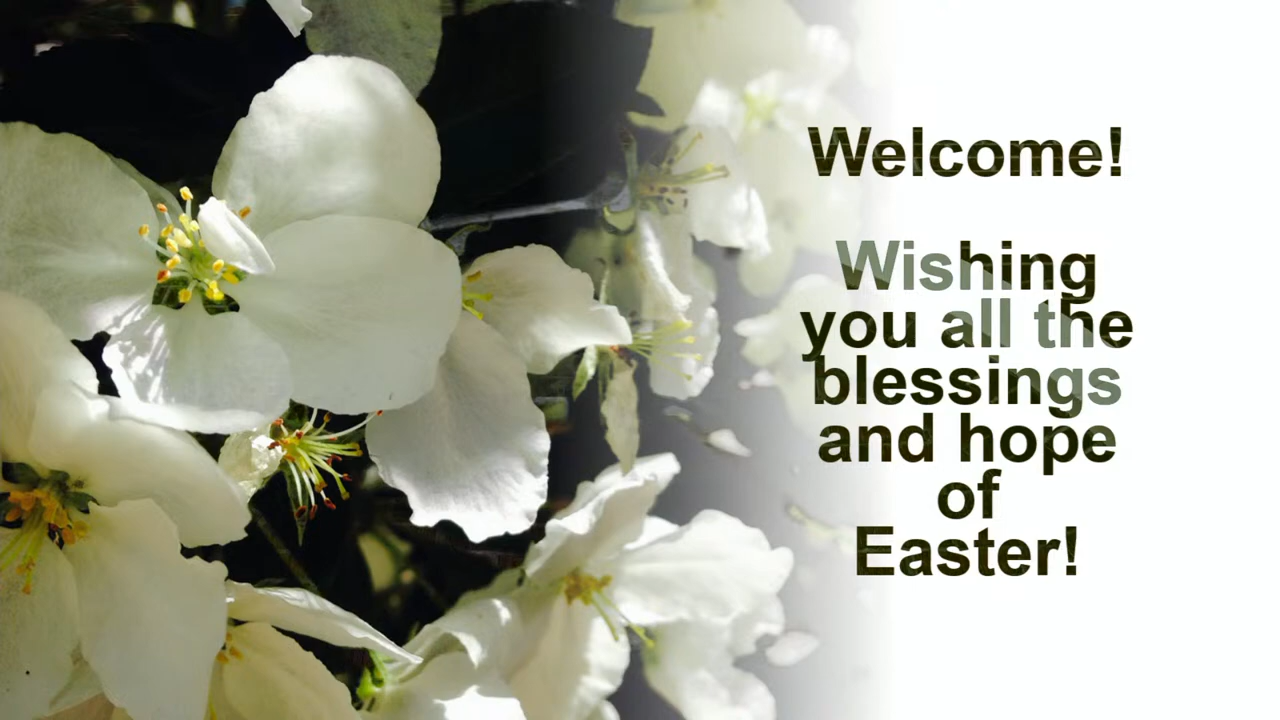 Welcome!
Wishing
you all the
blessings
and hope
of
Easter!